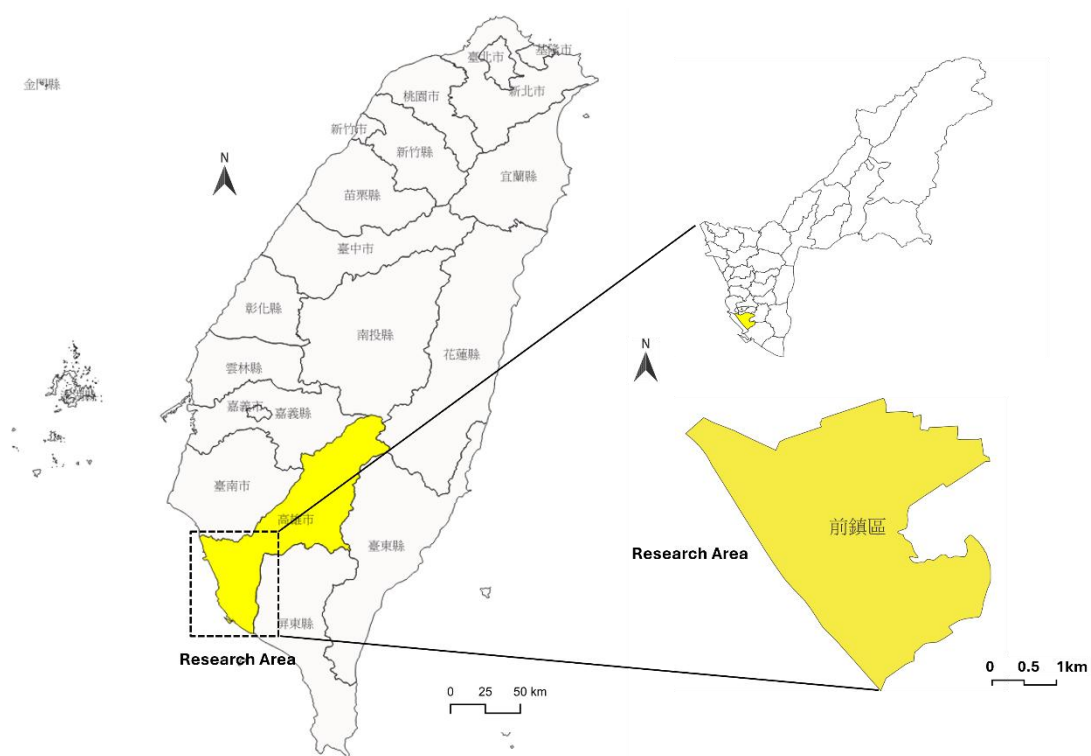 金門縣
基隆市
臺北市
新北市
桃園市
新竹市
新竹縣
宜蘭縣
苗栗縣
臺中市
彰化縣
南投縣
花蓮縣
雲林縣
嘉義市
嘉義縣
臺南市
高雄市
臺東縣
屏東縣
N
Research Area
0 25 50 km
N
前鎮區
Research Area
0 0.5 1km